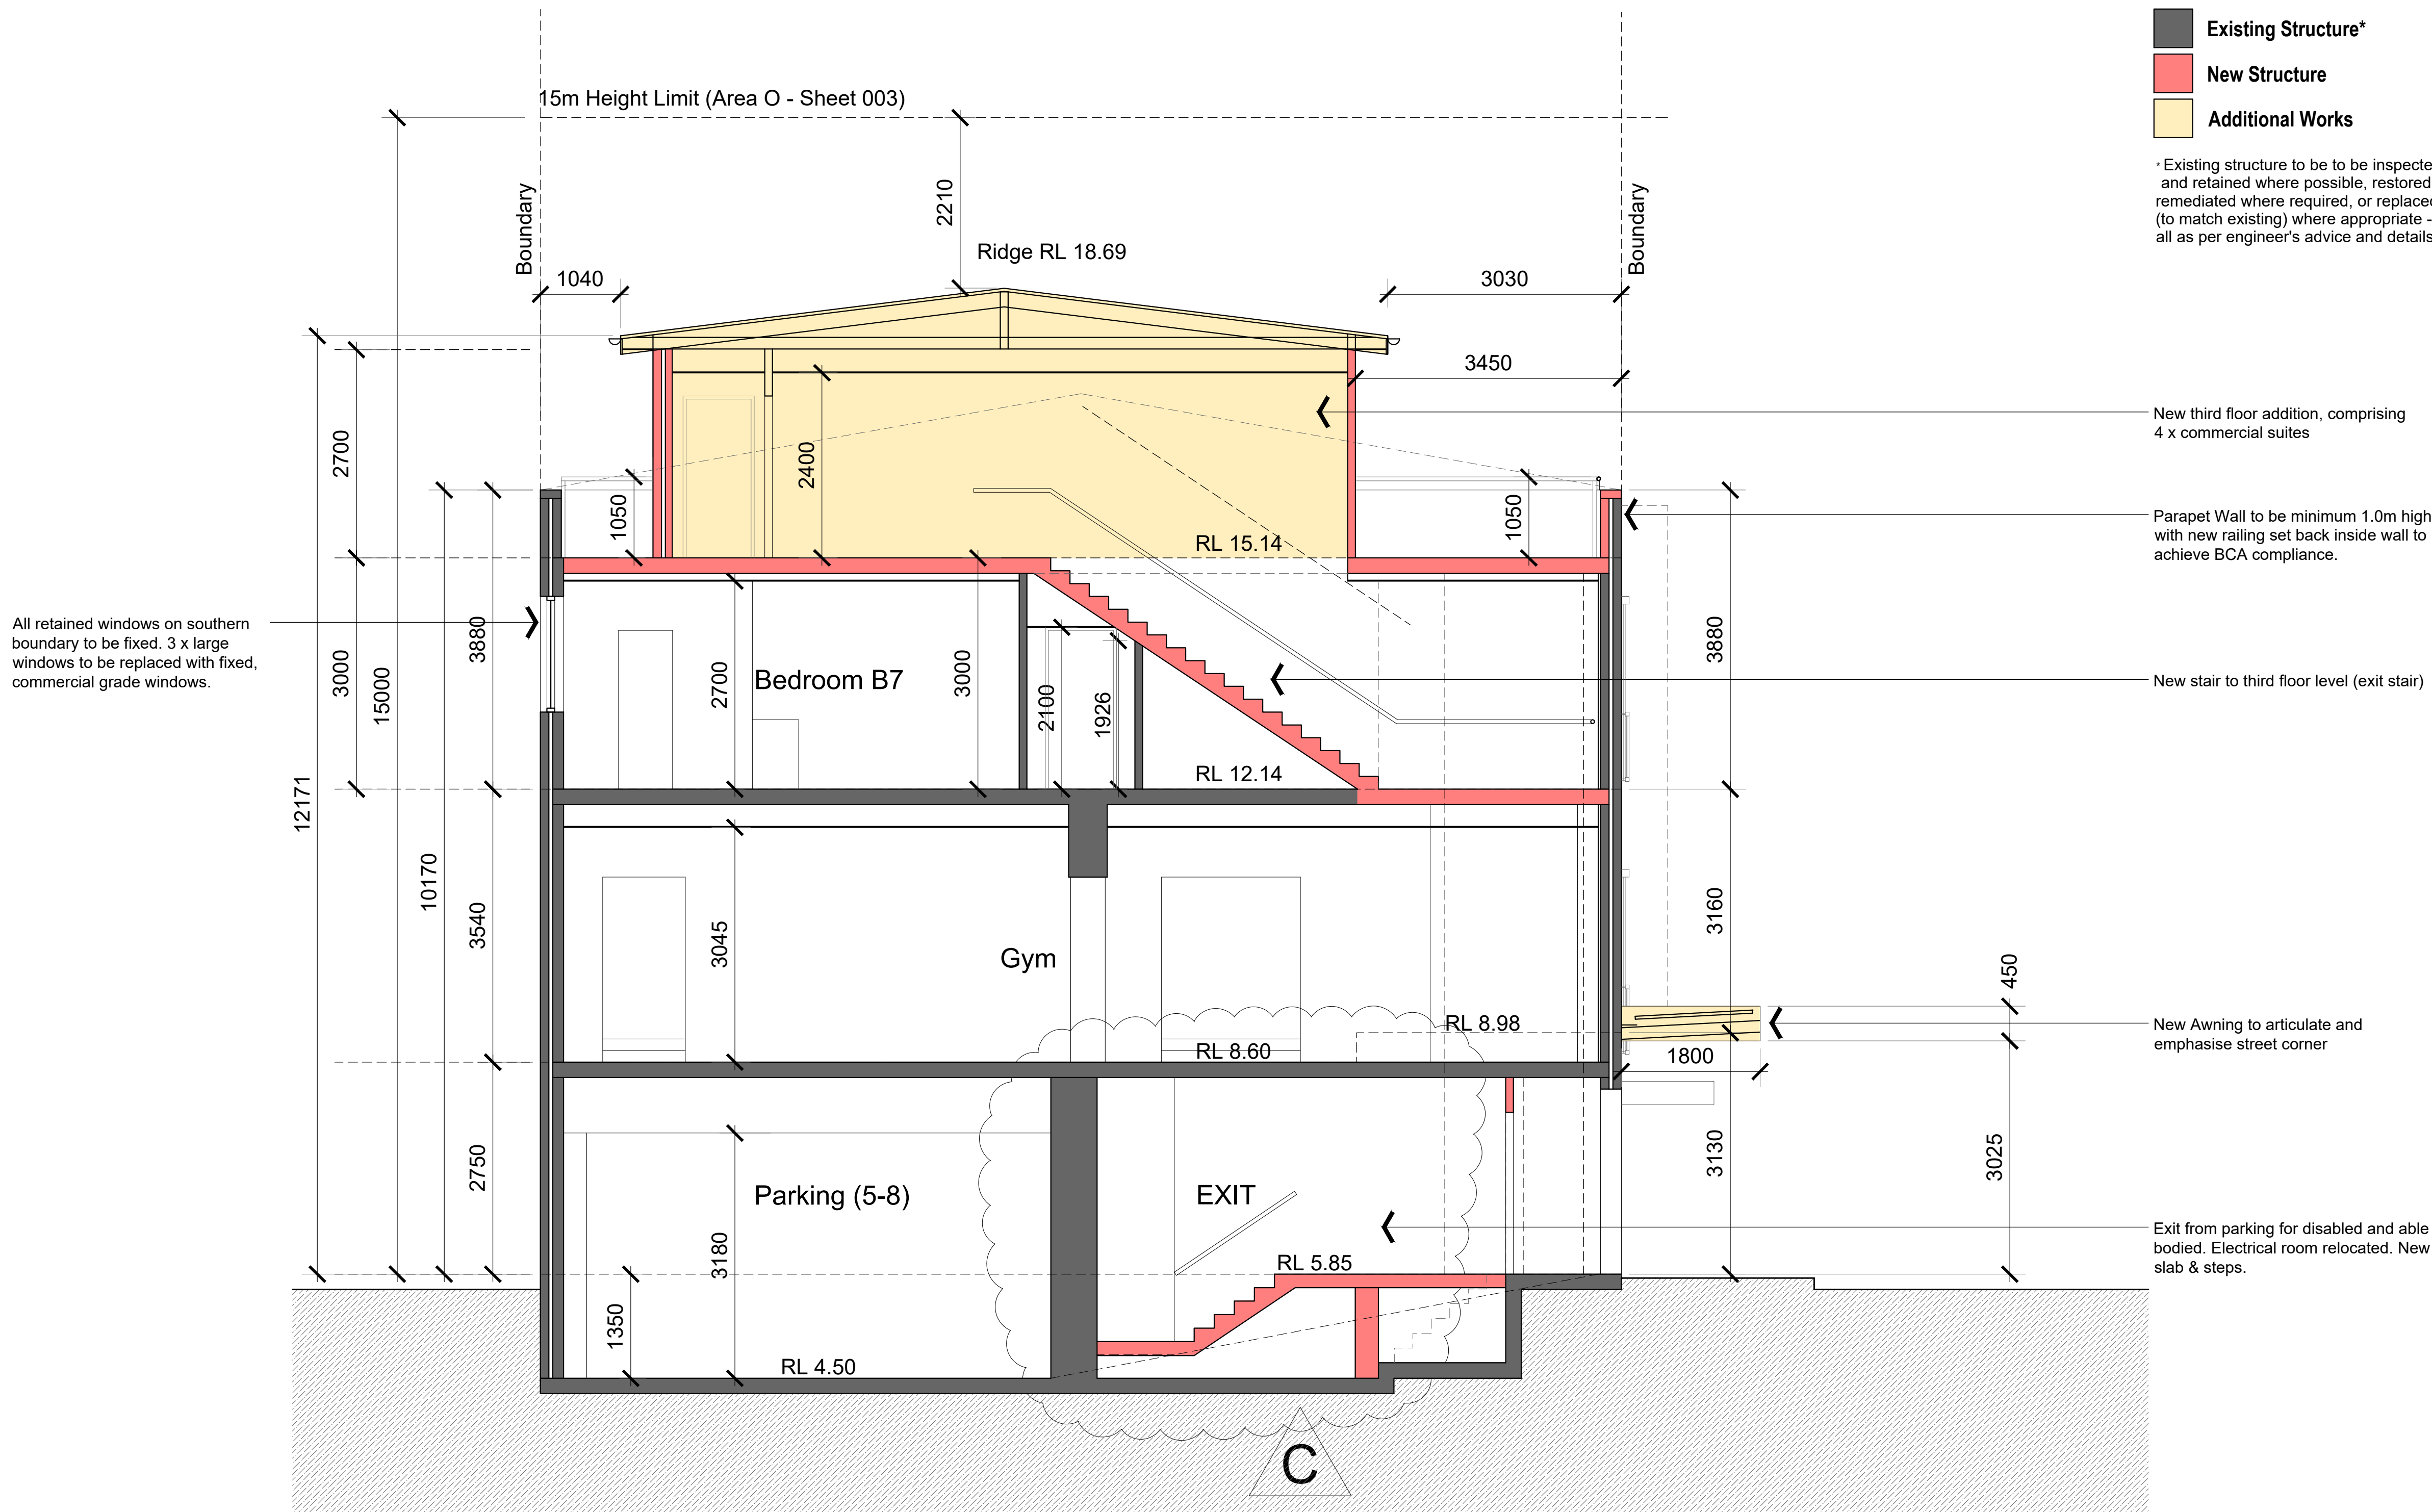 Existing Structure*
New Structure
Additional Works
* Existing structure to be to be inspecte
and retained where possible, restored
remediated where required, or replaced
(to match existing) where appropriate -
all as per engineer's advice and details
15m Height Limit (Area O - Sheet 003)
Boundary
Boundary
2210
Ridge RL 18.69
1040
3030
3450
New third floor addition, comprising
4 x commercial suites
2700
2400
1050
1050
RL 15.14
Parapet Wall to be minimum 1.0m high
with new railing set back inside wall to
achieve BCA compliance.
All retained windows on southern
boundary to be fixed. 3 x large
windows to be replaced with fixed,
commercial grade windows.
3000
15000
3880
2700
Bedroom B7
3000
2100
1926
RL 12.14
3880
New stair to third floor level (exit stair)
12171
10170
3540
3045
Gym
3160
450
RL 8.98
RL 8.60
1800
New Awning to articulate and
emphasise street corner
2750
Parking (5-8)
3180
EXIT
3130
3025
RL 5.85
Exit from parking for disabled and able
bodied. Electrical room relocated. New
slab & steps.
1350
RL 4.50
C